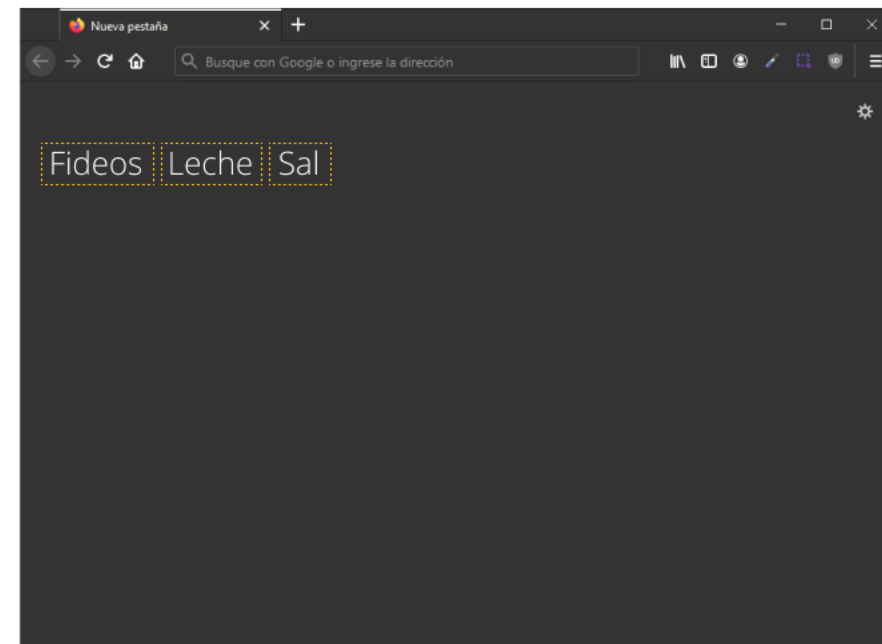 Nueva pestaña
Busque con Google o ingrese la dirección
Fideos Leche Sal